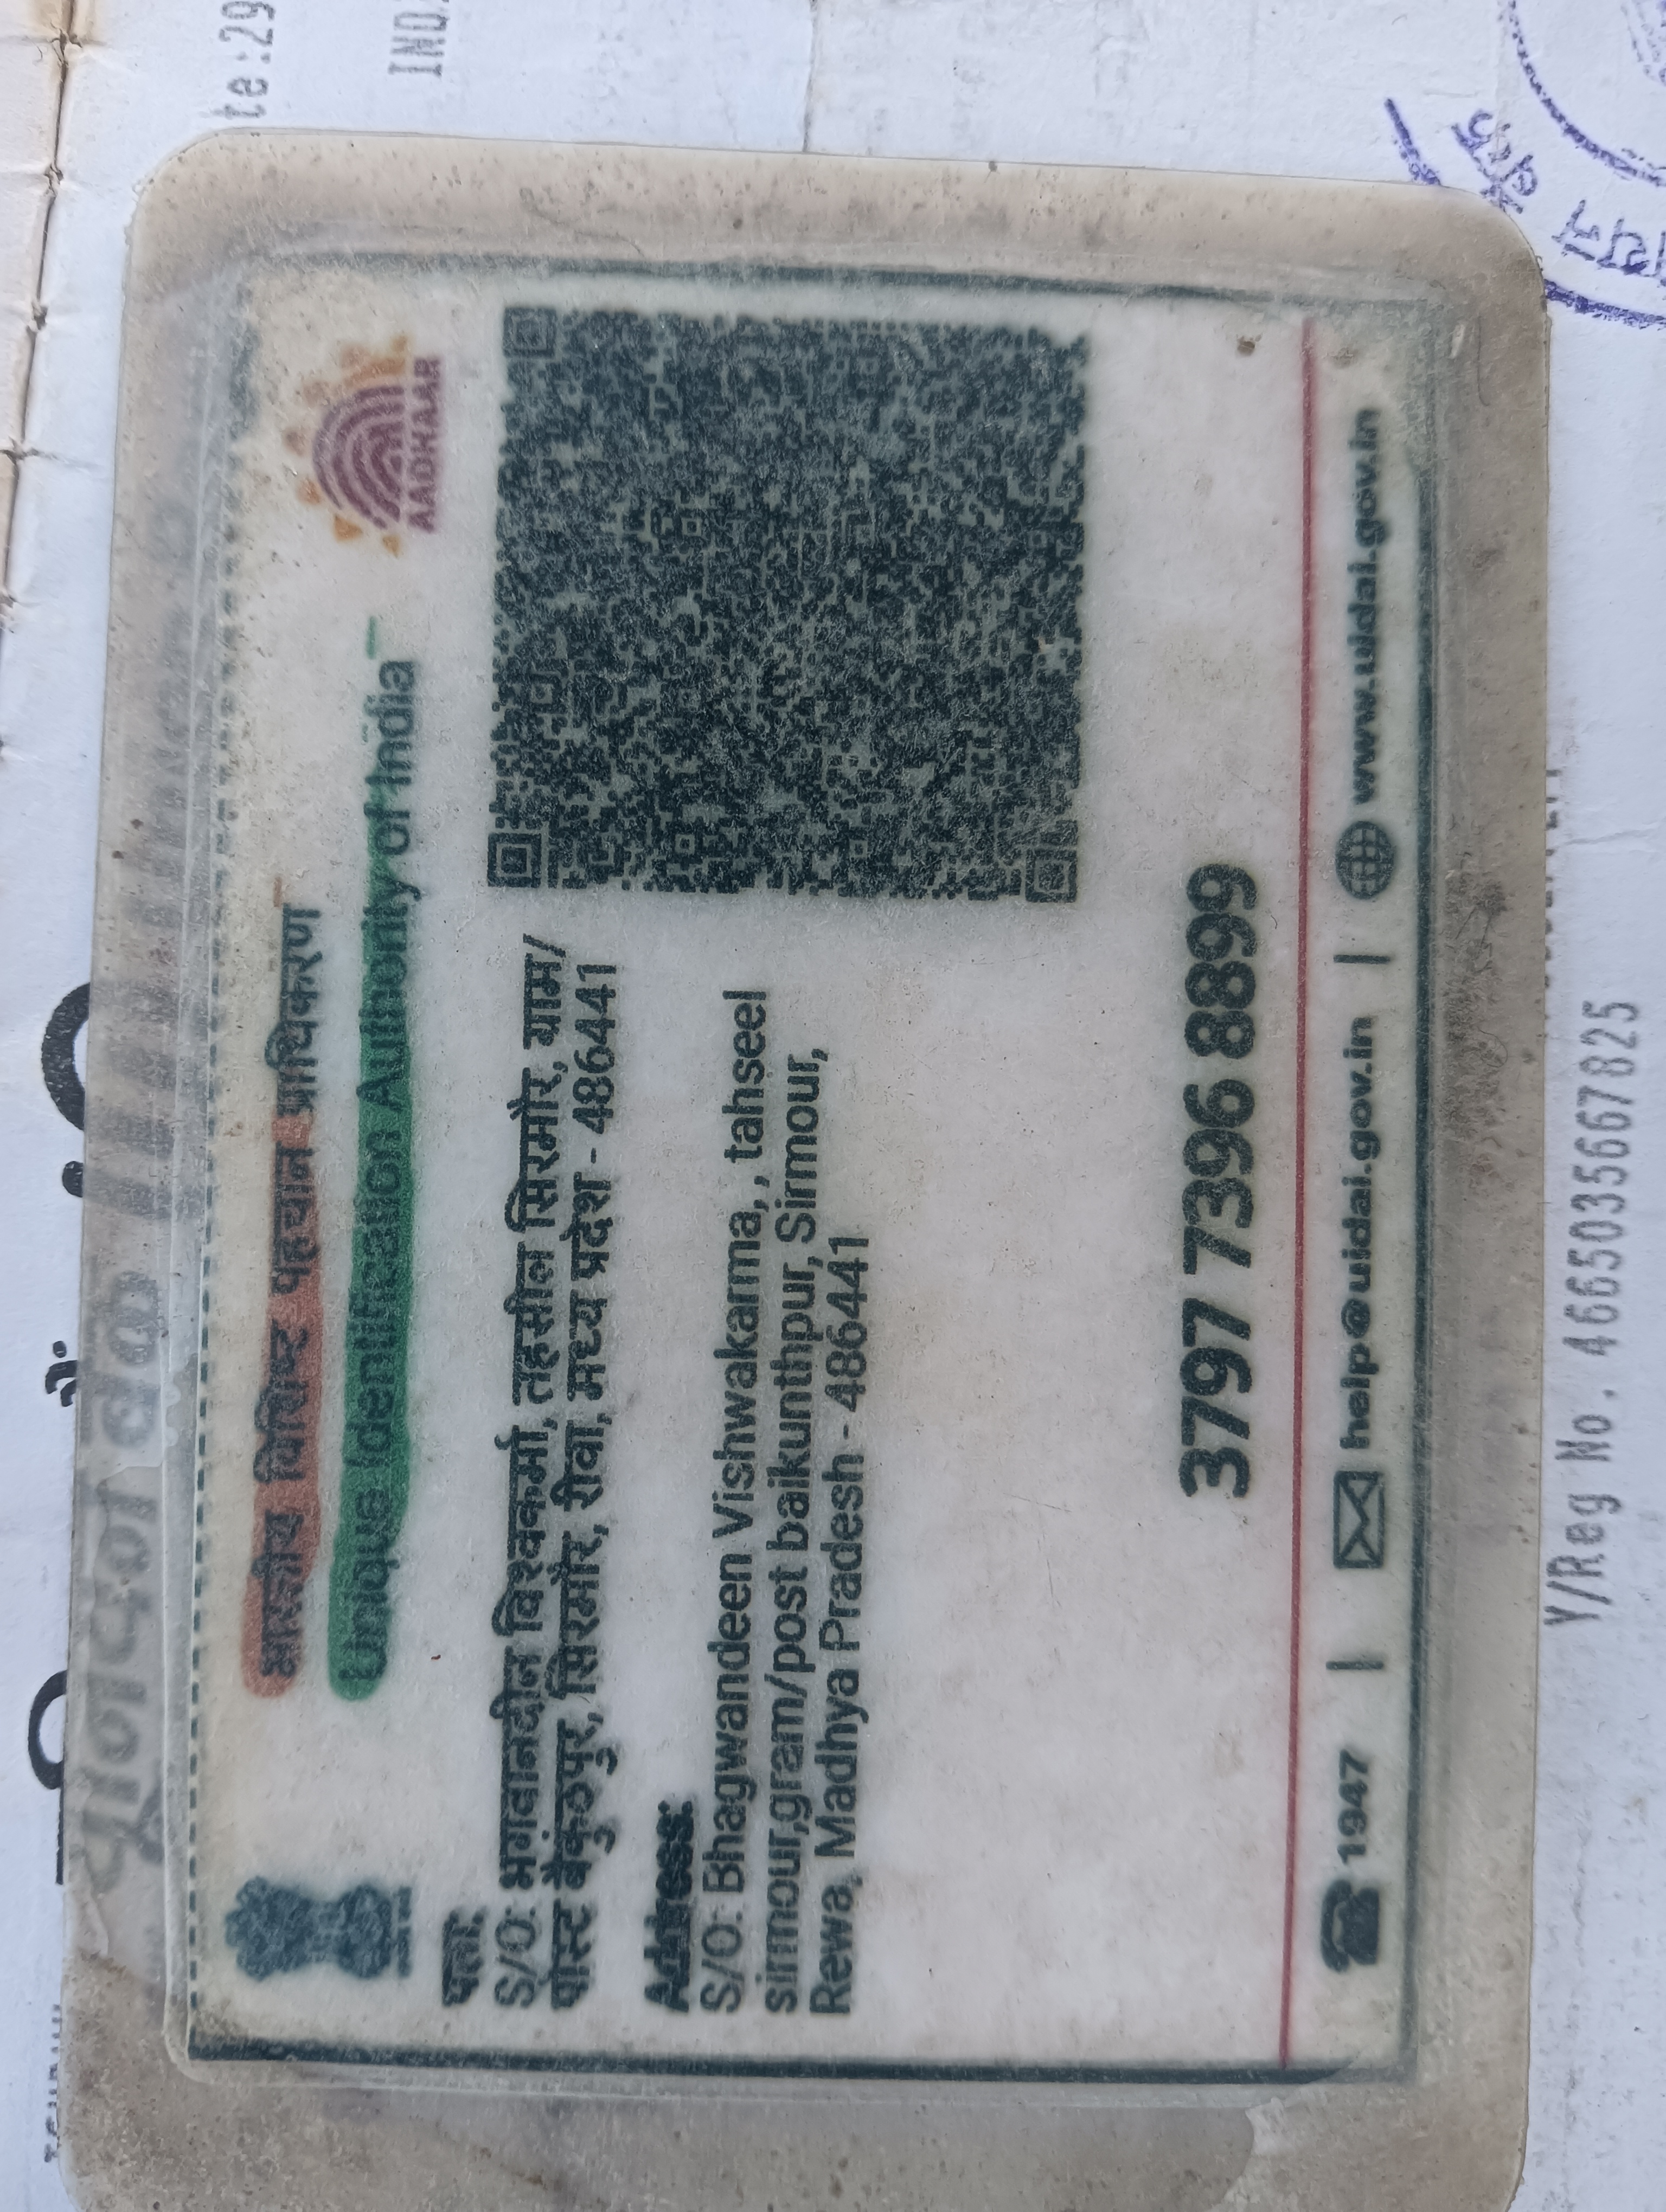 भारतीय विशिष्ट पहचान प्राधिकरण
Unique Identification Authority of India
AADHAAR
पता:
S/O: भगवानदीन विश्वकर्मा, तहसील सिरमौर, ग्राम/
पोस्ट बैकुंठपुर, सिरमौर, रीवा, मध्य प्रदेश - 486441
Address:
S/O: Bhagwandeen Vishwakarma, , tahseel
sirmour,gram/post baikunthpur, Sirmour,
Rewa, Madhya Pradesh - 486441
3797 7396 8899
1947 | help@uidai.gov.in | www.uidai.gov.in
Y/Reg No. 4665035667825